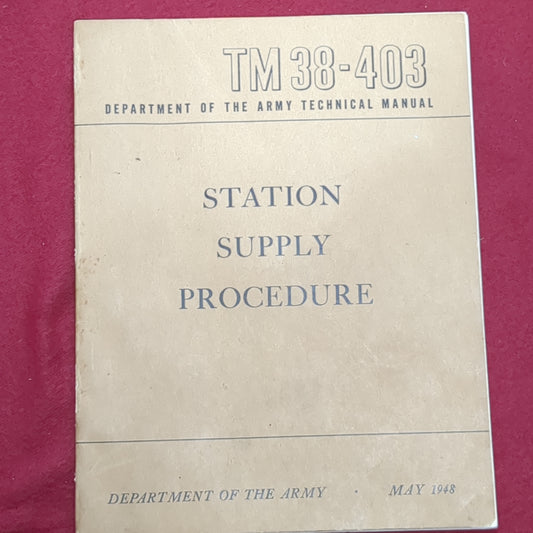 TM 38-403
DEPARTMENT OF THE ARMY TECHNICAL MANUAL
STATION
SUPPLY
PROCEDURE
DEPARTMENT OF THE ARMY · MAY 1948